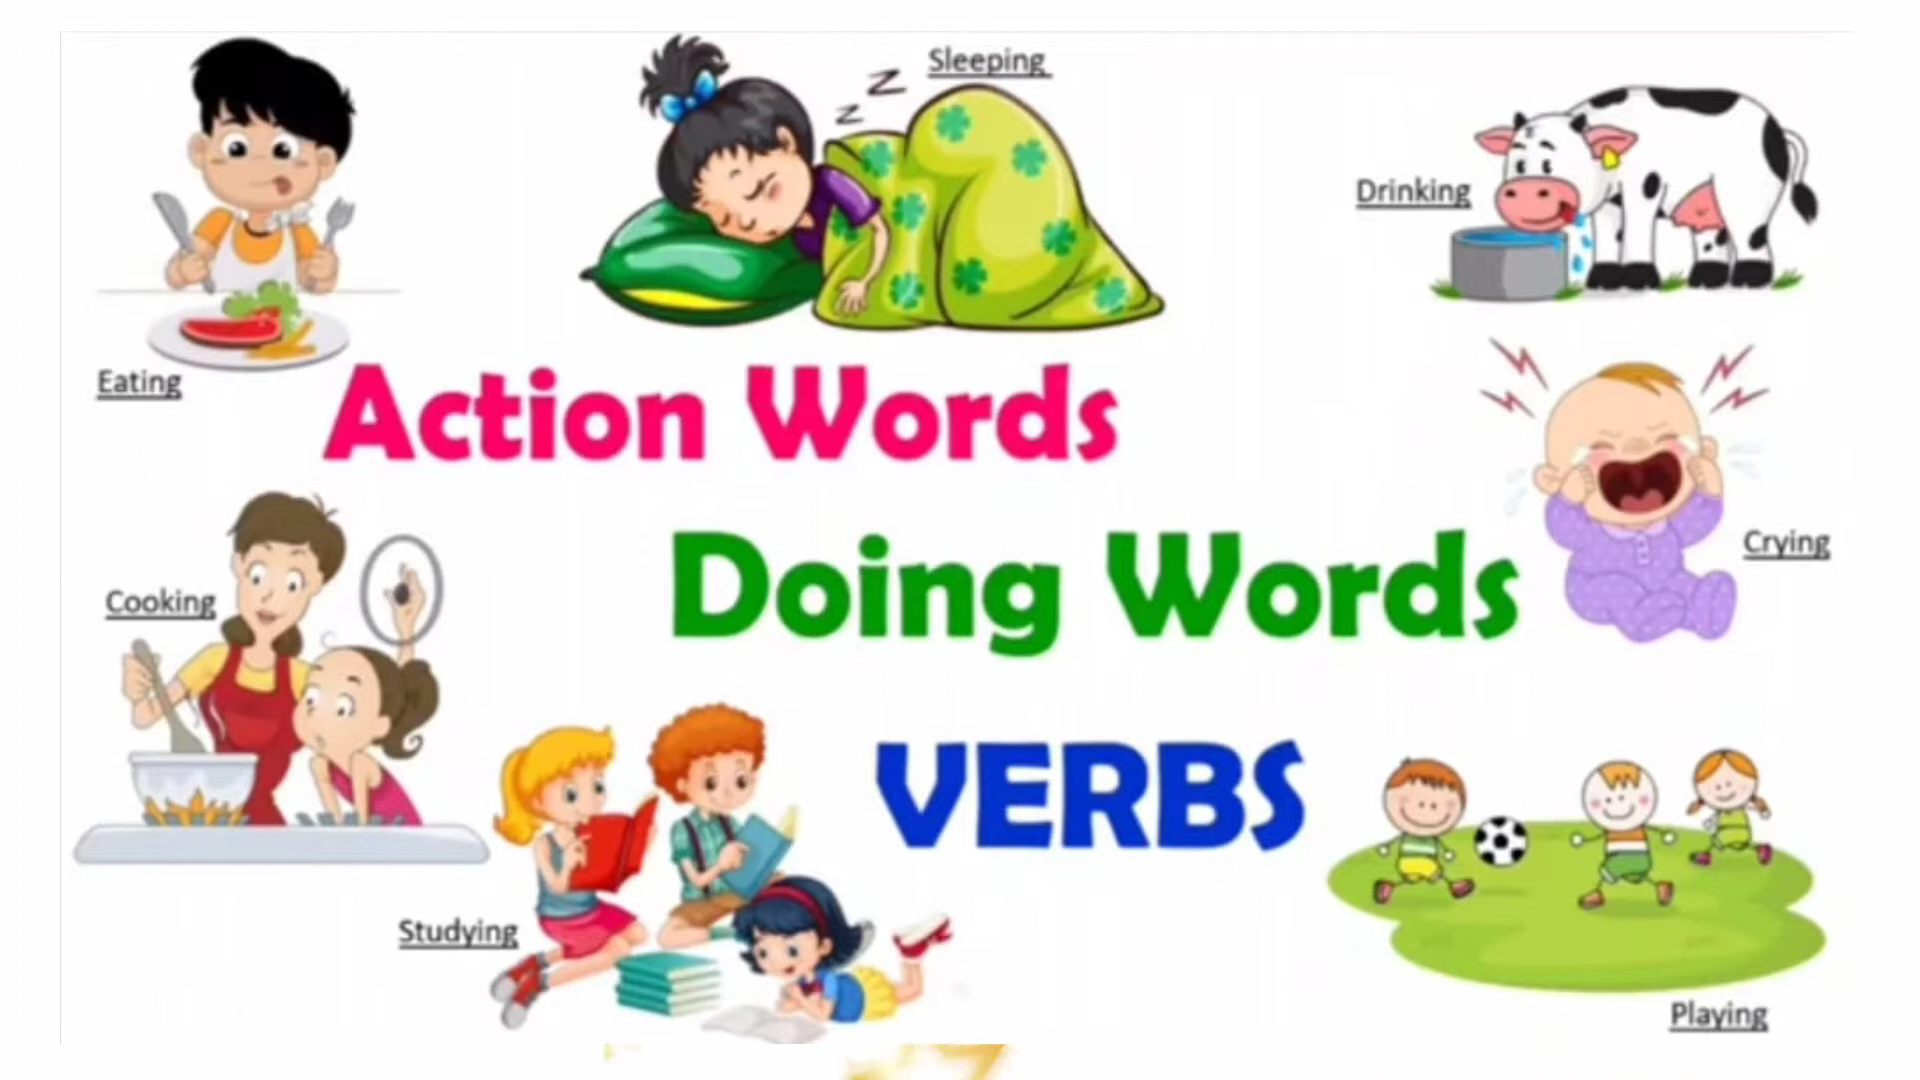 Sleeping
z z
Drinking
Eating
Action Words
Doing Words
Crying
Cooking
VERBS
Studying
Playing